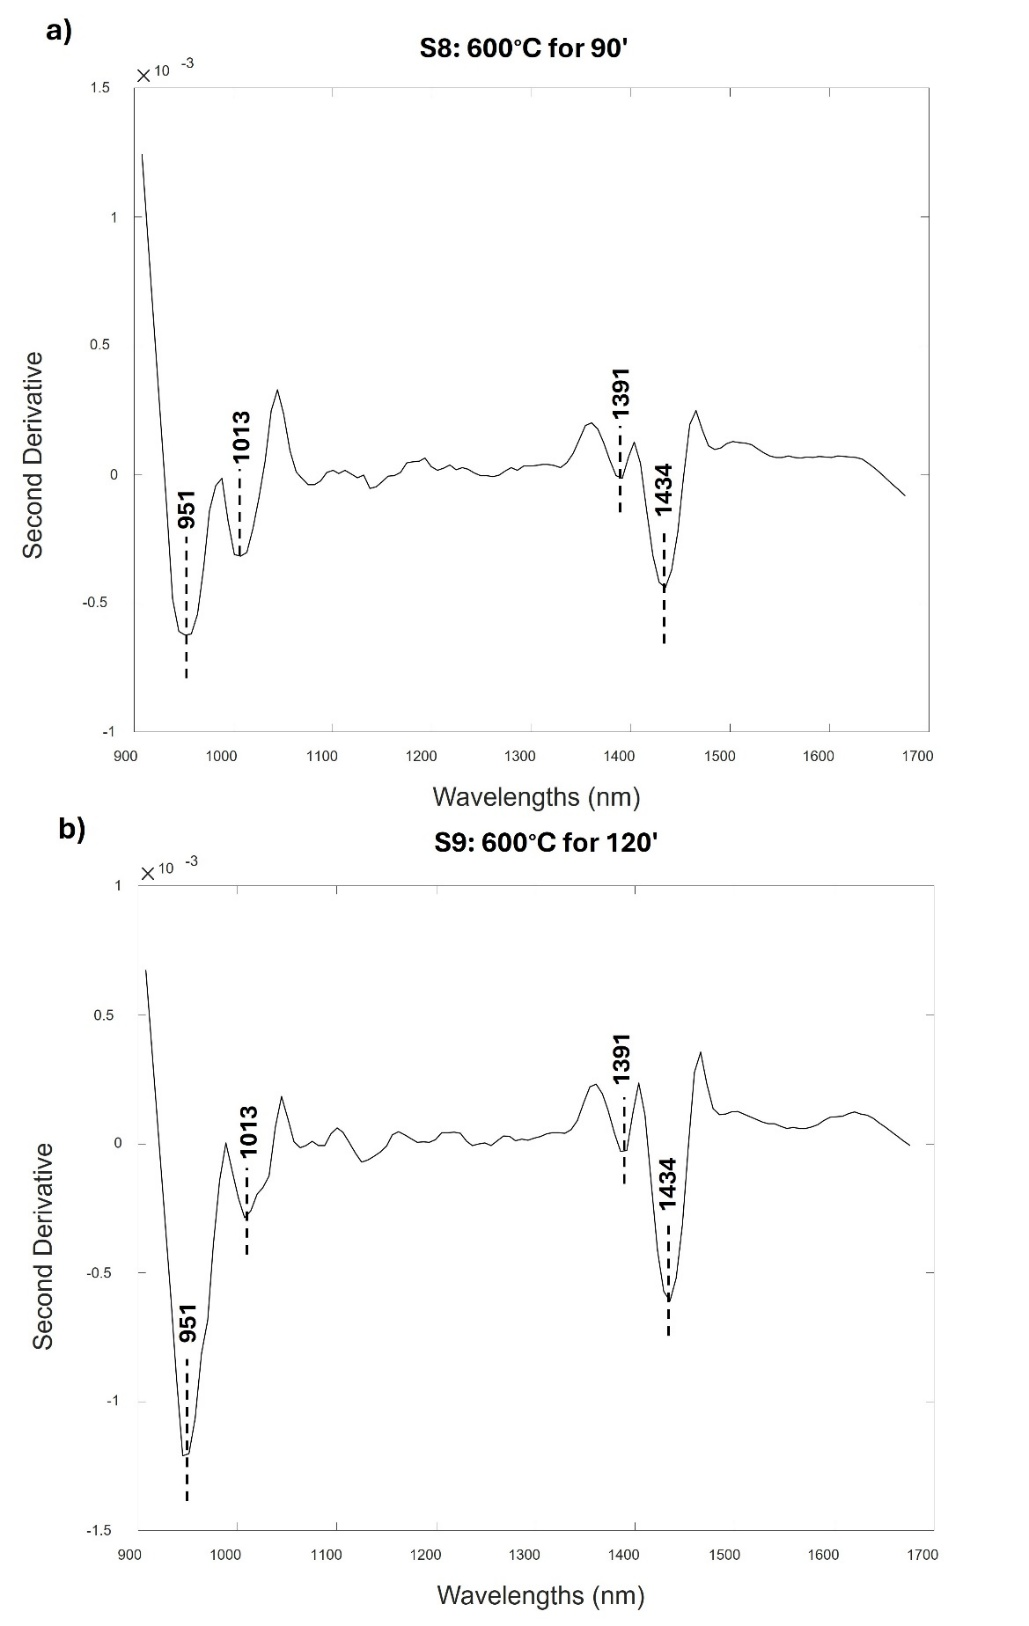 a)
S8: 600°C for 90'
×10 -3
1.5
1
0.5
0
-0.5
-1
Second Derivative
951
1013
1391
1434
900 1000 1100 1200 1300 1400 1500 1600 1700
Wavelengths (nm)
b)
S9: 600°C for 120'
×10 -3
1
0.5
0
-0.5
-1
-1.5
Second Derivative
951
1013
1391
1434
900 1000 1100 1200 1300 1400 1500 1600 1700
Wavelengths (nm)